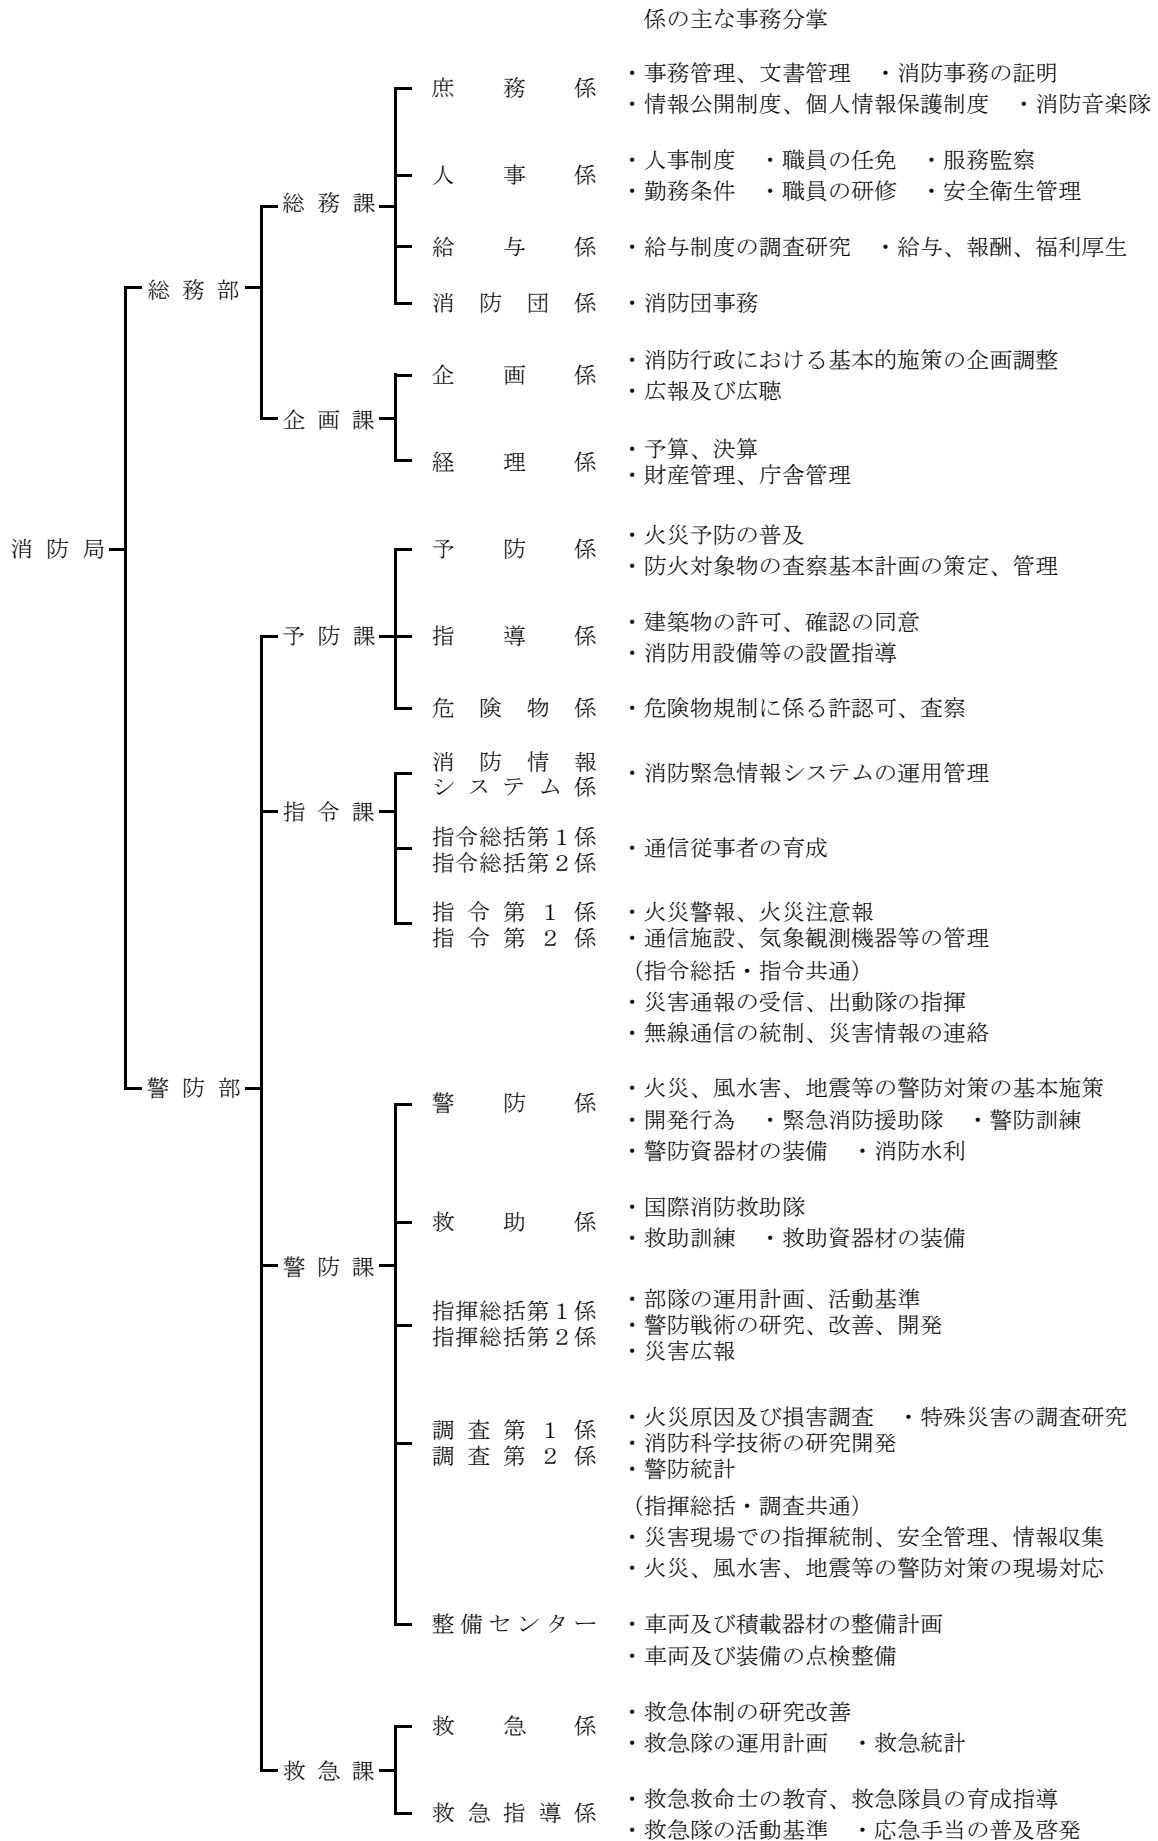 係の主な事務分掌
庶務係 ・事務管理、文書管理 ・消防事務の証明
・情報公開制度、個人情報保護制度 ・消防音楽隊
人事係 ・人事制度 ・職員の任免 ・服務監察
・勤務条件 ・職員の研修 ・安全衛生管理
総務課
給与係 ・給与制度の調査研究 ・給与、報酬、福利厚生
総務部
消防団係 ・消防団事務
企画係 ・消防行政における基本的施策の企画調整
・広報及び広聴
企画課
経理係 ・予算、決算
・財産管理、庁舎管理
消防局
予防係 ・火災予防の普及
・防火対象物の査察基本計画の策定、管理
予防課
指導係 ・建築物の許可、確認の同意
・消防用設備等の設置指導
危険物係 ・危険物規制に係る許認可、査察
消防情報
システム係 ・消防緊急情報システムの運用管理
指令課
指令総括第1係
指令総括第2係 ・通信従事者の育成
指令第1係 ・火災警報、火災注意報
指令第2係 ・通信施設、気象観測機器等の管理
(指令総括・指令共通)
・災害通報の受信、出動隊の指揮
・無線通信の統制、災害情報の連絡
警防部
警防係 ・火災、風水害、地震等の警防対策の基本施策
・開発行為 ・緊急消防援助隊 ・警防訓練
・警防資器材の装備 ・消防水利
救助係 ・国際消防救助隊
・救助訓練 ・救助資器材の装備
警防課
指揮総括第1係 ・部隊の運用計画、活動基準
指揮総括第2係 ・警防戦術の研究、改善、開発
・災害広報
調査第1係 ・火災原因及び損害調査 ・特殊災害の調査研究
調査第2係 ・消防科学技術の研究開発
・警防統計
(指揮総括・調査共通)
・災害現場での指揮統制、安全管理、情報収集
・火災、風水害、地震等の警防対策の現場対応
整備センター ・車両及び積載器材の整備計画
・車両及び装備の点検整備
救急係 ・救急体制の研究改善
・救急隊の運用計画 ・救急統計
救急課
救急指導係 ・救急救命士の教育、救急隊員の育成指導
・救急隊の活動基準 ・応急手当の普及啓発